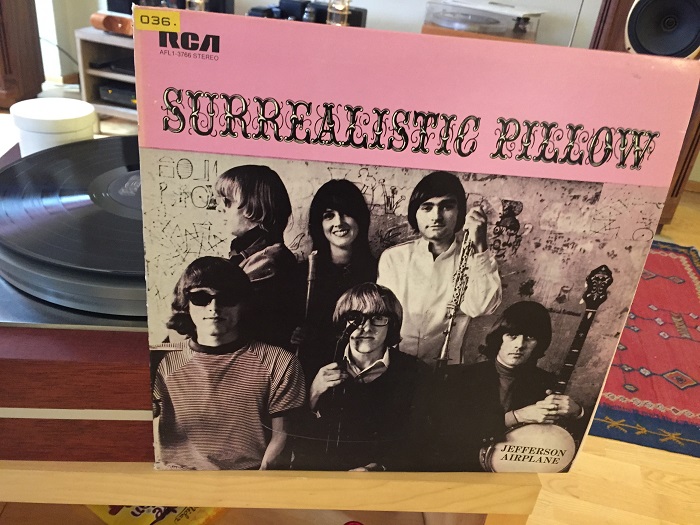 036.
RCA
AFL1-3766 STEREO
SURREALISTIC PILLOW
JEFFERSON
AIRPLANE